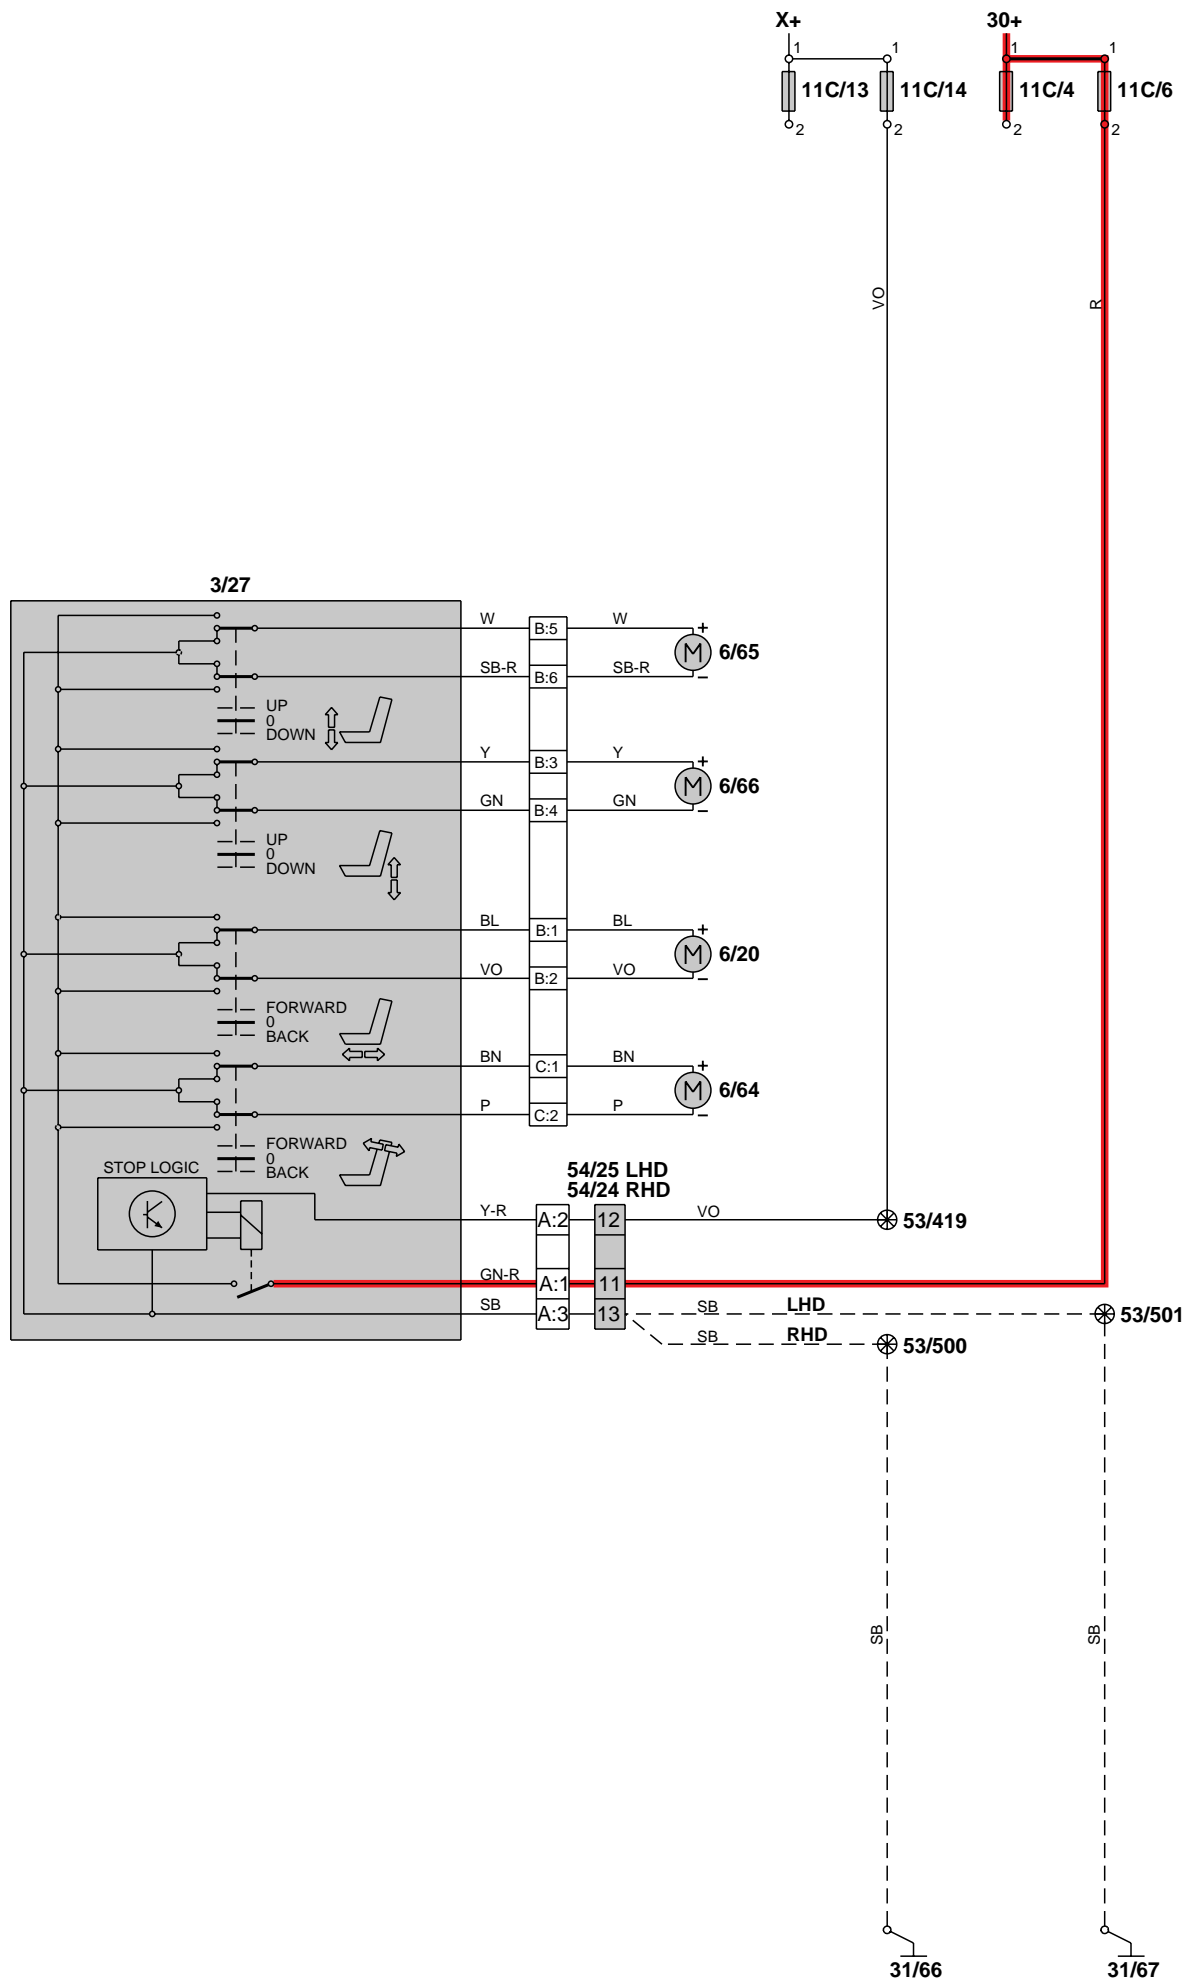 X+ 30+
1 1 1 1
11C/13 11C/14 11C/4 11C/6
2 2 2 2
VO R
3/27
W W +
B:5
6/65
SB-R SB-R
B:6 −
UP
0
DOWN
Y Y +
B:3
M 6/66
GN GN
B:4 −
UP
0
DOWN
BL BL +
B:1
M 6/20
VO VO
B:2 −
FORWARD
0
BACK
BN BN +
C:1
M 6/64
P P
C:2 −
FORWARD
0
BACK
STOP LOGIC
54/25 LHD
54/24 RHD
Y-R A:2 12 VO 53/419
GN-R A:1 11
SB A:3 13 SB LHD 53/501
SB RHD 53/500
SB SB
31/66 31/67